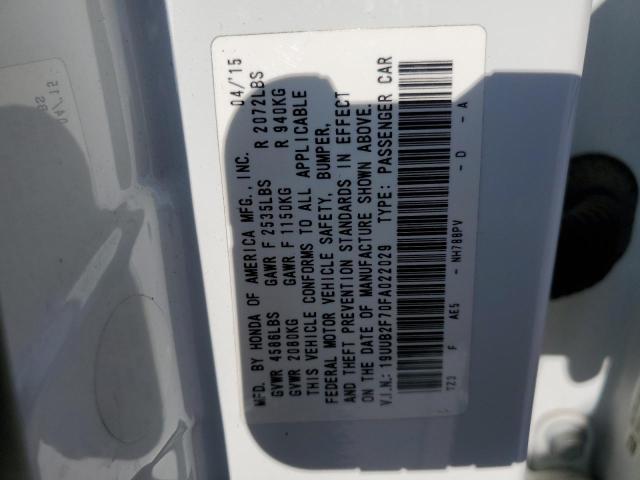 MFD. BY HONDA OF AMERICA MFG., INC. 04/'15
GVWR 4586LBS GAWR F 2535LBS R 2072LBS
GVWR 2080KG GAWR F 1150KG R 940KG
THIS VEHICLE CONFORMS TO ALL APPLICABLE
FEDERAL MOTOR VEHICLE SAFETY, BUMPER,
AND THEFT PREVENTION STANDARDS IN EFFECT
ON THE DATE OF MANUFACTURE SHOWN ABOVE.
V.I.N.: 19UUB2F70FA022029 TYPE: PASSENGER CAR
TZ3 F AE5 - NH788PV - D - A